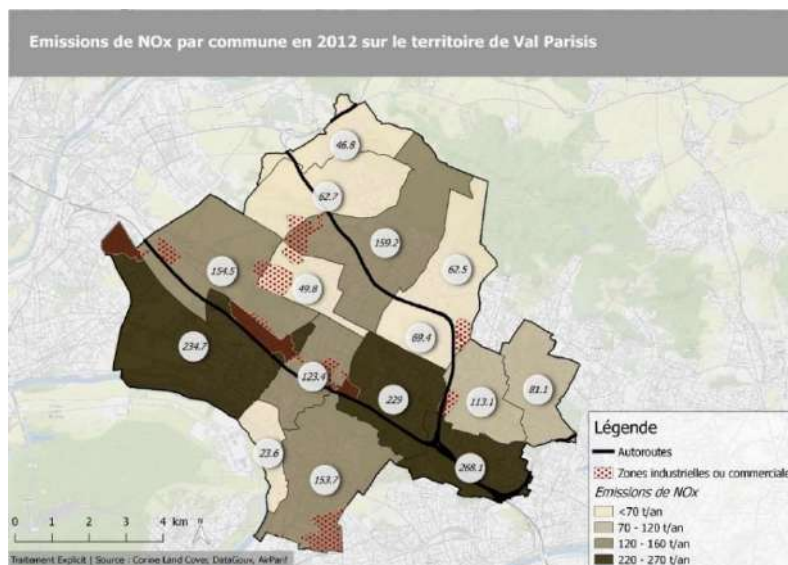 Emissions de NOx par commune en 2012 sur le territoire de Val Parisis
46.8
62.7
159.2
62.5
154.5
49.8
69.4
234.7
123.4
229
113.1
81.1
23.6
153.7
268.1
Légende
Autoroutes
Zones industrielles ou commerciale
Emissions de NOx
<70 t/an
70 - 120 t/an
120 - 160 t/an
220 - 270 t/an
0 1 2 3 4 km
N
Traitement Explicit | Source : Corine Land Cover, DataGouv, AirParif